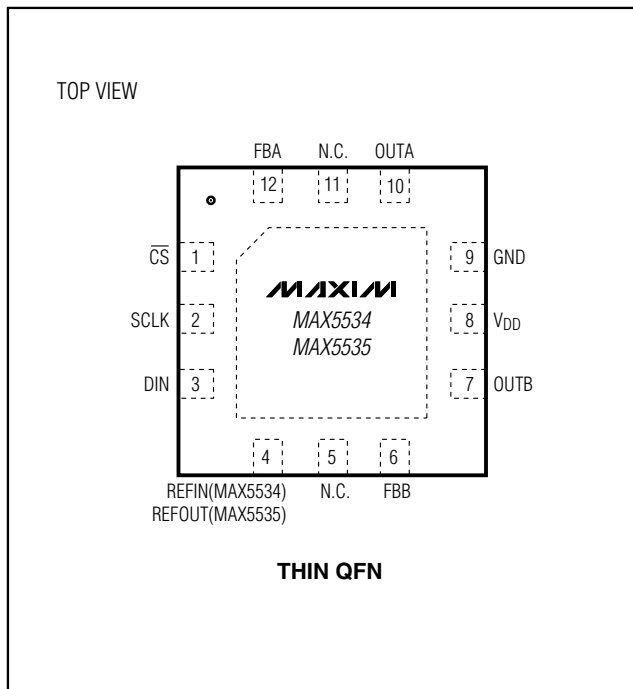 TOP VIEW
FBA N.C. OUTA
12 11 10
CS 1 9 GND
MAXIM
SCLK 2 MAX5534 8 VDD
MAX5535
DIN 3 7 OUTB
4 5 6
REFIN(MAX5534) N.C. FBB
REFOUT(MAX5535)
THIN QFN